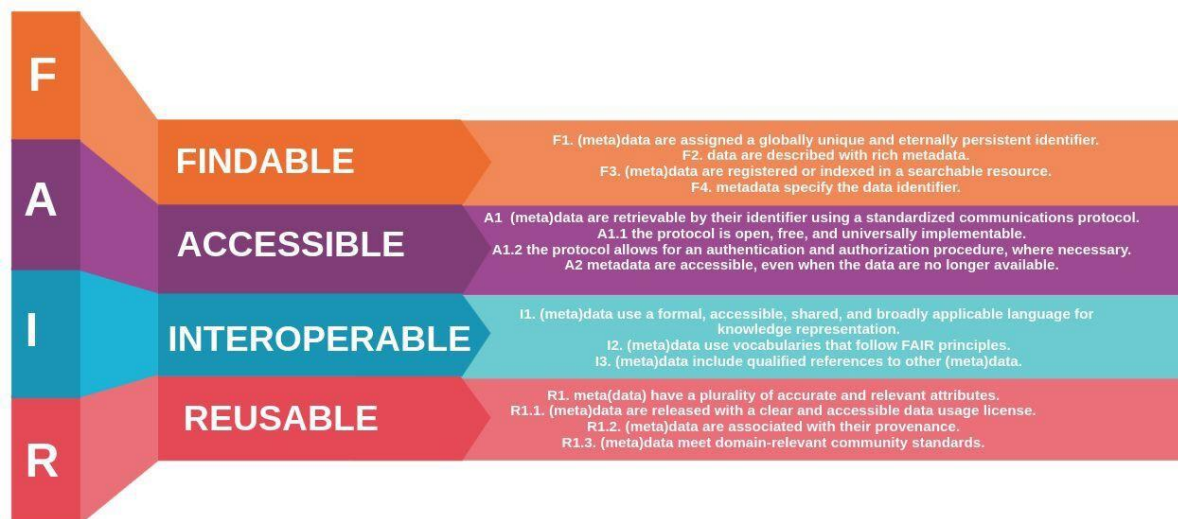 F
FINDABLE
F1. (meta)data are assigned a globally unique and eternally persistent identifier.
F2. data are described with rich metadata.
F3. (meta)data are registered or indexed in a searchable resource.
F4. metadata specify the data identifier.
A
ACCESSIBLE
A1 (meta)data are retrievable by their identifier using a standardized communications protocol.
A1.1 the protocol is open, free, and universally implementable.
A1.2 the protocol allows for an authentication and authorization procedure, where necessary.
A2 metadata are accessible, even when the data are no longer available.
I
INTEROPERABLE
I1. (meta)data use a formal, accessible, shared, and broadly applicable language for
knowledge representation.
I2. (meta)data use vocabularies that follow FAIR principles.
I3. (meta)data include qualified references to other (meta)data.
R
REUSABLE
R1. meta(data) have a plurality of accurate and relevant attributes.
R1.1. (meta)data are released with a clear and accessible data usage license.
R1.2. (meta)data are associated with their provenance.
R1.3. (meta)data meet domain-relevant community standards.